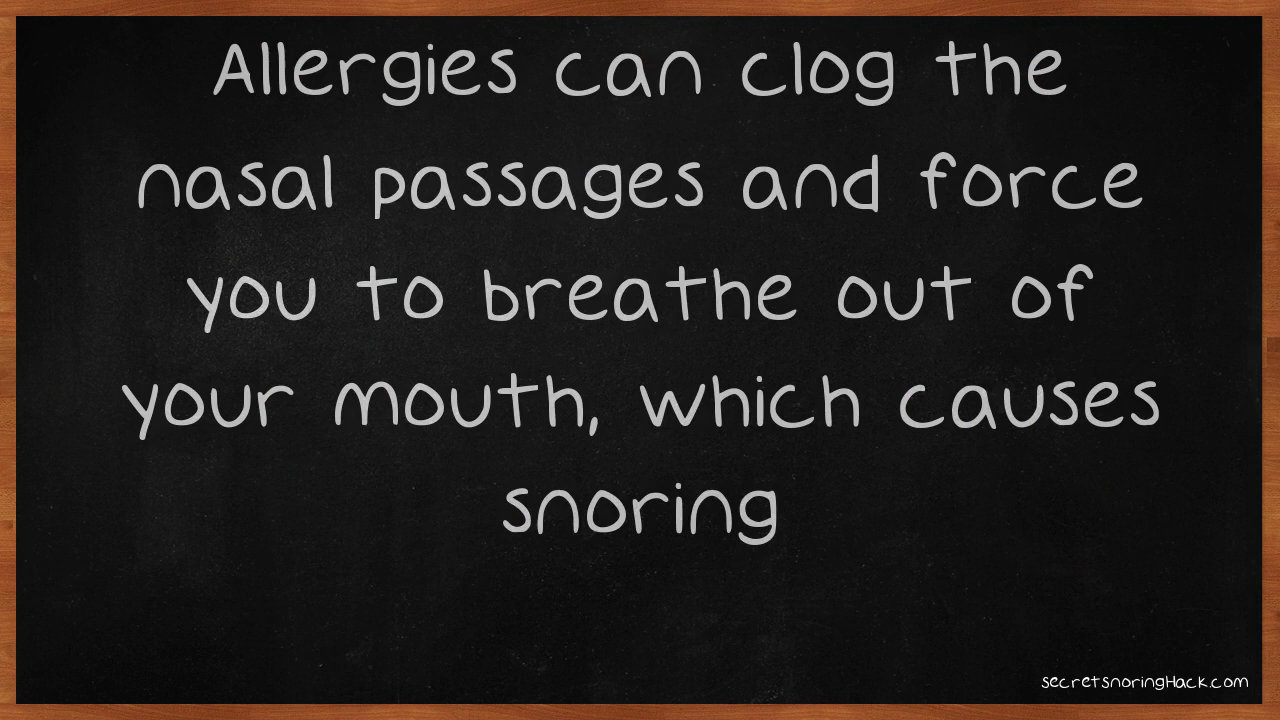 Allergies can clog the
nasal passages and force
you to breathe out of
your mouth, which causes
snoring
secretsnoringHack.com